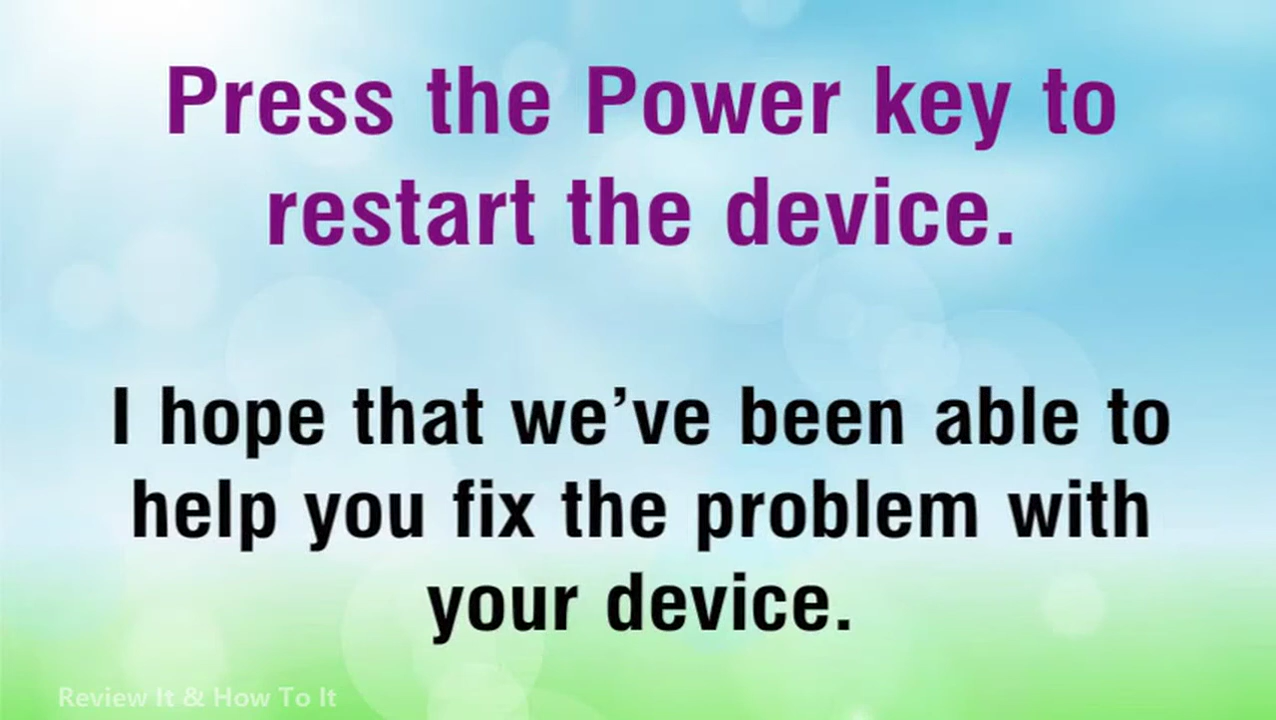 Press the Power key to
restart the device.
I hope that we’ve been able to
help you fix the problem with
your device.
Review It & How To It